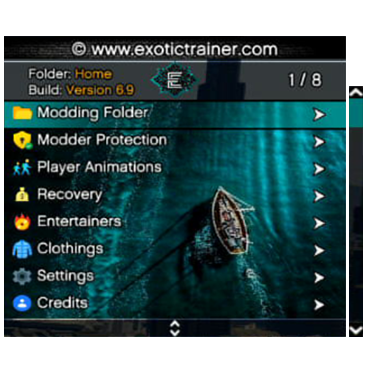 © www.exotictrainer.com
Folder: Home
Build: Version 6.9
E
1 / 8
Modding Folder
Modder Protection
Player Animations
Recovery
Entertainers
Clothings
Settings
Credits